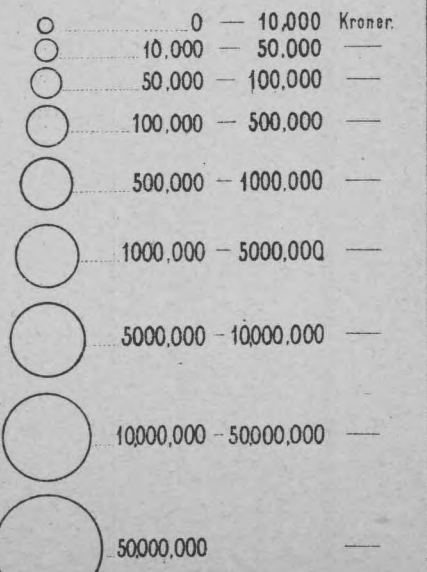 0 — 10,000 Kroner.
10,000 — 50,000 —
50,000 — 100,000 —
100,000 — 500,000 —
500,000 — 1000,000 —
1000,000 — 5000,000 —
5000,000 — 10,000,000 —
10,000,000 — 50,000,000 —
50,000,000 —